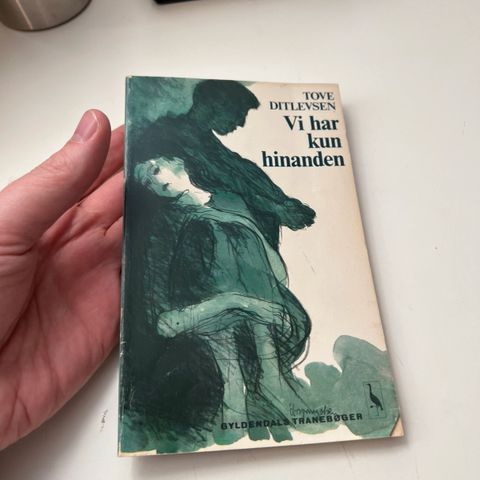 TOVE
DITLEVSEN
Vi har
kun
hinanden
GYLDENDALS TRANEBØGER